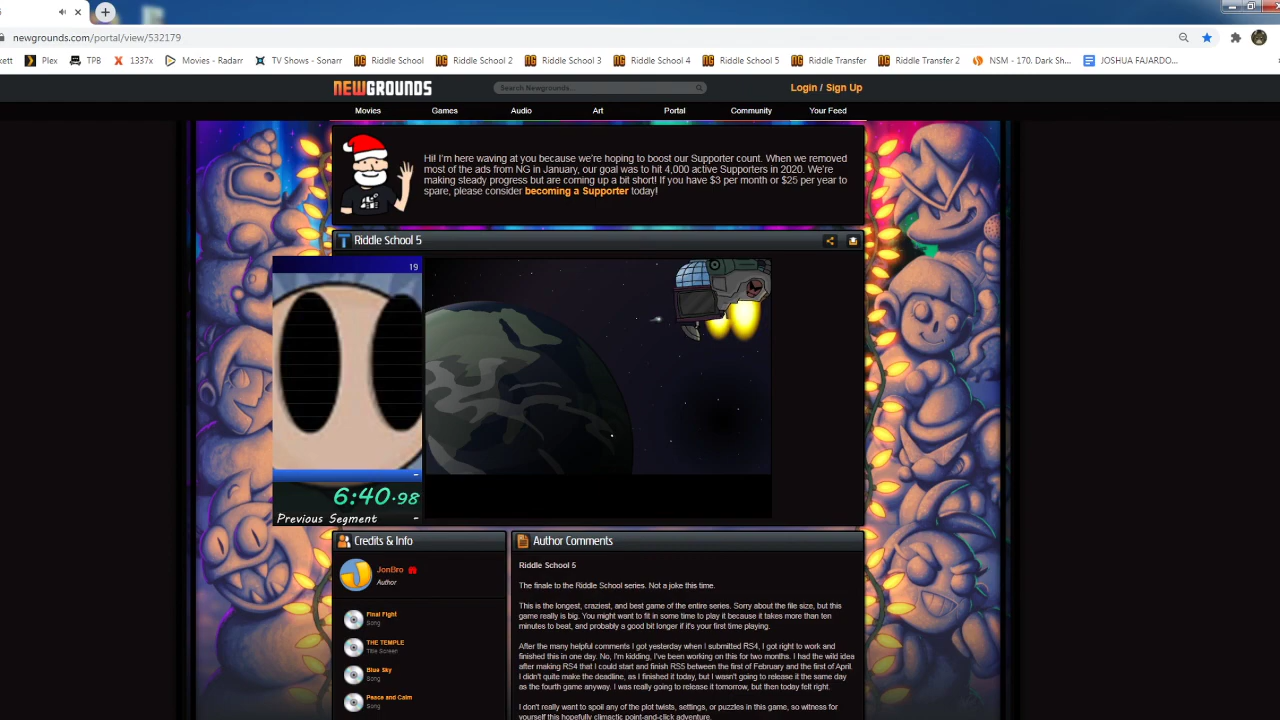 newgrounds.com/portal/view/532179
Plex
TPB
1337x
Movies - Radarr
TV Shows - Sonarr
Riddle School
Riddle School 2
Riddle School 3
Riddle School 4
Riddle School 5
Riddle Transfer
Riddle Transfer 2
NSM - 170. Dark Sh...
JOSHUA FAJARDO...
NEWGROUNDS
Search Newgrounds...
Login / Sign Up
Movies
Games
Audio
Art
Portal
Community
Your Feed
Hi! I'm here waving at you because we're hoping to boost our Supporter count. When we removed
most of the ads from NG in January, our goal was to hit 4,000 active Supporters in 2020. We're
making steady progress but are coming up a bit short! If you have $3 per month or $25 per year to
spare, please consider becoming a Supporter today!
Riddle School 5
19
-
6:40.98
Previous Segment -
Credits & Info
JonBro
Author
Final Fight
Song
THE TEMPLE
Title Screen
Blue Sky
Song
Peace and Calm
Song
Author Comments
Riddle School 5
The finale to the Riddle School series. Not a joke this time.
This is the longest, craziest, and best game of the entire series. Sorry about the file size, but this
game really is big. You might want to fit in some time to play it because it takes more than ten
minutes to beat, and probably a good bit longer if it's your first time playing.
After the many helpful comments I got yesterday when I submitted RS4, I got right to work and
finished this in one day. No, I'm kidding, I've been working on this for two months. I had the wild idea
after making RS4 that I could start and finish RS5 between the first of February and the first of April.
I didn't quite make the deadline, as I finished it today, but I wasn't going to release it the same day
as the fourth game anyway. I was really going to release it tomorrow, but then today felt right.
I don't really want to spoil any of the plot twists, settings, or puzzles in this game, so witness for
yourself this hopefully climactic point-and-click adventure.